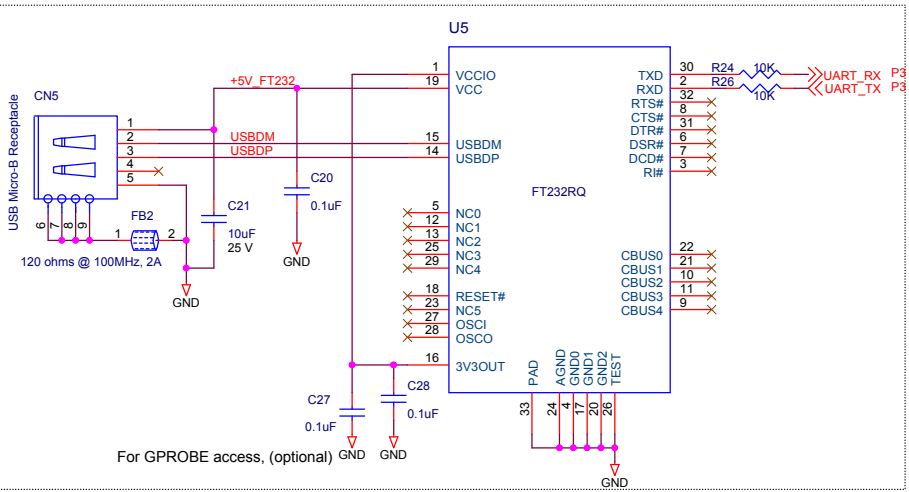 U5
CN5
USB Micro-B Receptacle
+5V_FT232
1 VCCIO
19 VCC
TXD 30 R24 10K UART_RX P3
RXD 2 R26 10K UART_TX P3
RTS# 32
CTS# 8
DTR# 31
DSR# 6
DCD# 7
RI# 3
1
2 USBDM 15 USBDM
3 USBDP 14 USBDP
4
5
6 7 8 9
FB2
1 2
120 ohms @ 100MHz, 2A
GND
C21
10uF
25 V
C20
0.1uF
GND
FT232RQ
5 NC0
12 NC1
13 NC2
25 NC3
29 NC4
18 RESET#
23 NC5
27 OSCI
28 OSCO
16 3V3OUT
CBUS0 22
CBUS1 21
CBUS2 10
CBUS3 11
CBUS4 9
PAD AGND GND0 GND1 GND2 TEST
33 24 4 17 20 26
GND
C27
0.1uF
GND
C28
0.1uF
GND
For GPROBE access, (optional)